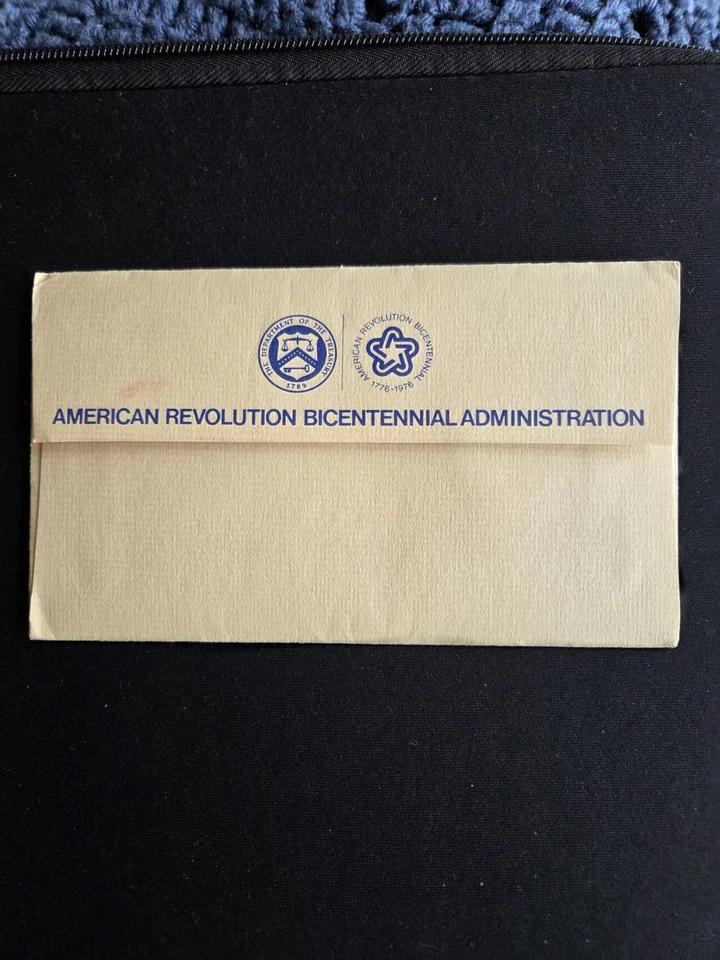 THE DEPARTMENT OF THE TREASURY
1789
AMERICAN REVOLUTION BICENTENNIAL
1776-1976
AMERICAN REVOLUTION BICENTENNIAL ADMINISTRATION